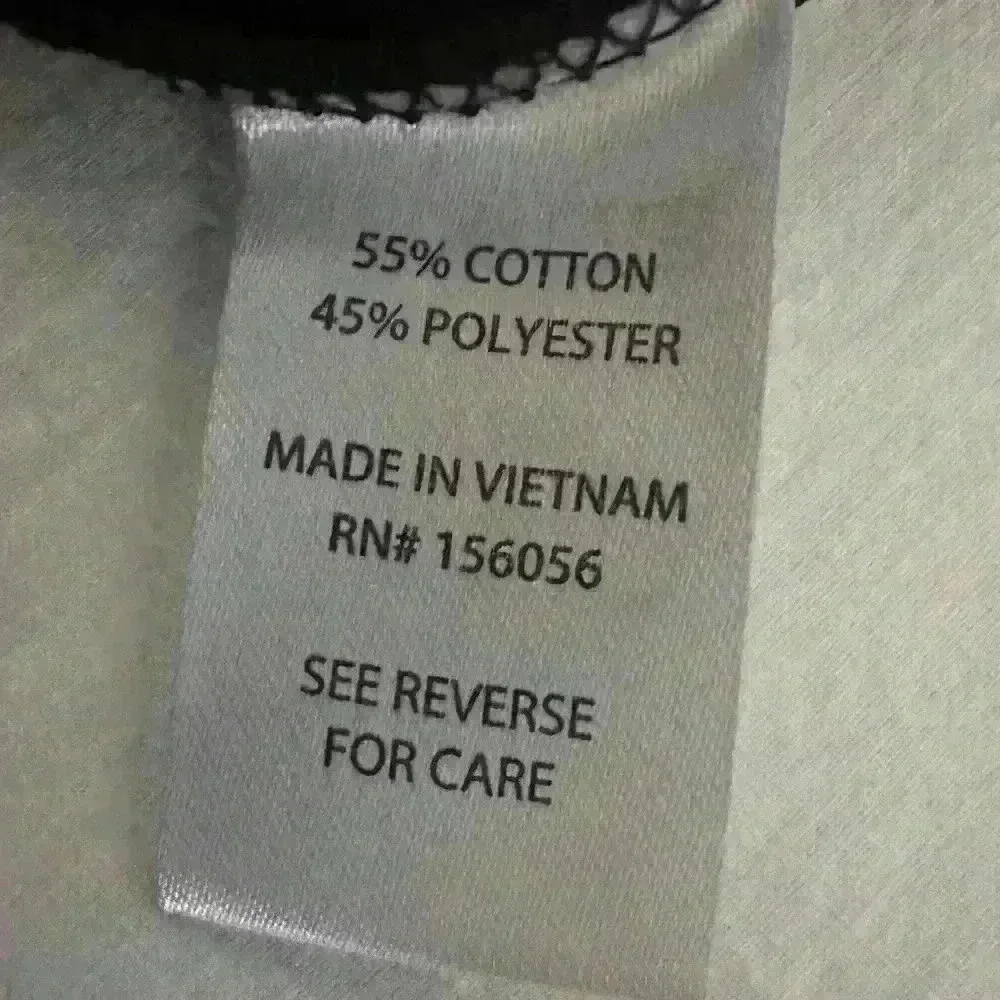 55% COTTON
45% POLYESTER
MADE IN VIETNAM
RN# 156056
SEE REVERSE
FOR CARE